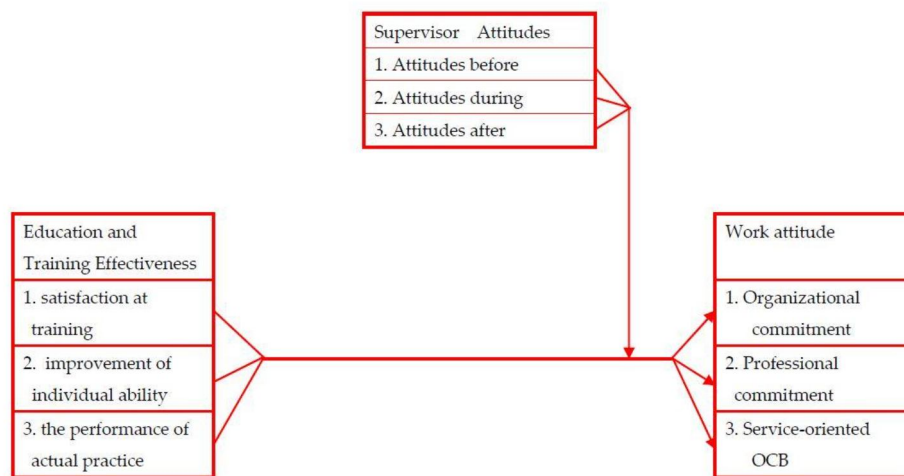 Supervisor Attitudes
1. Attitudes before
2. Attitudes during
3. Attitudes after
Education and
Training Effectiveness
1. satisfaction at
training
2. improvement of
individual ability
3. the performance of
actual practice
Work attitude
1. Organizational
commitment
2. Professional
commitment
3. Service-oriented
OCB